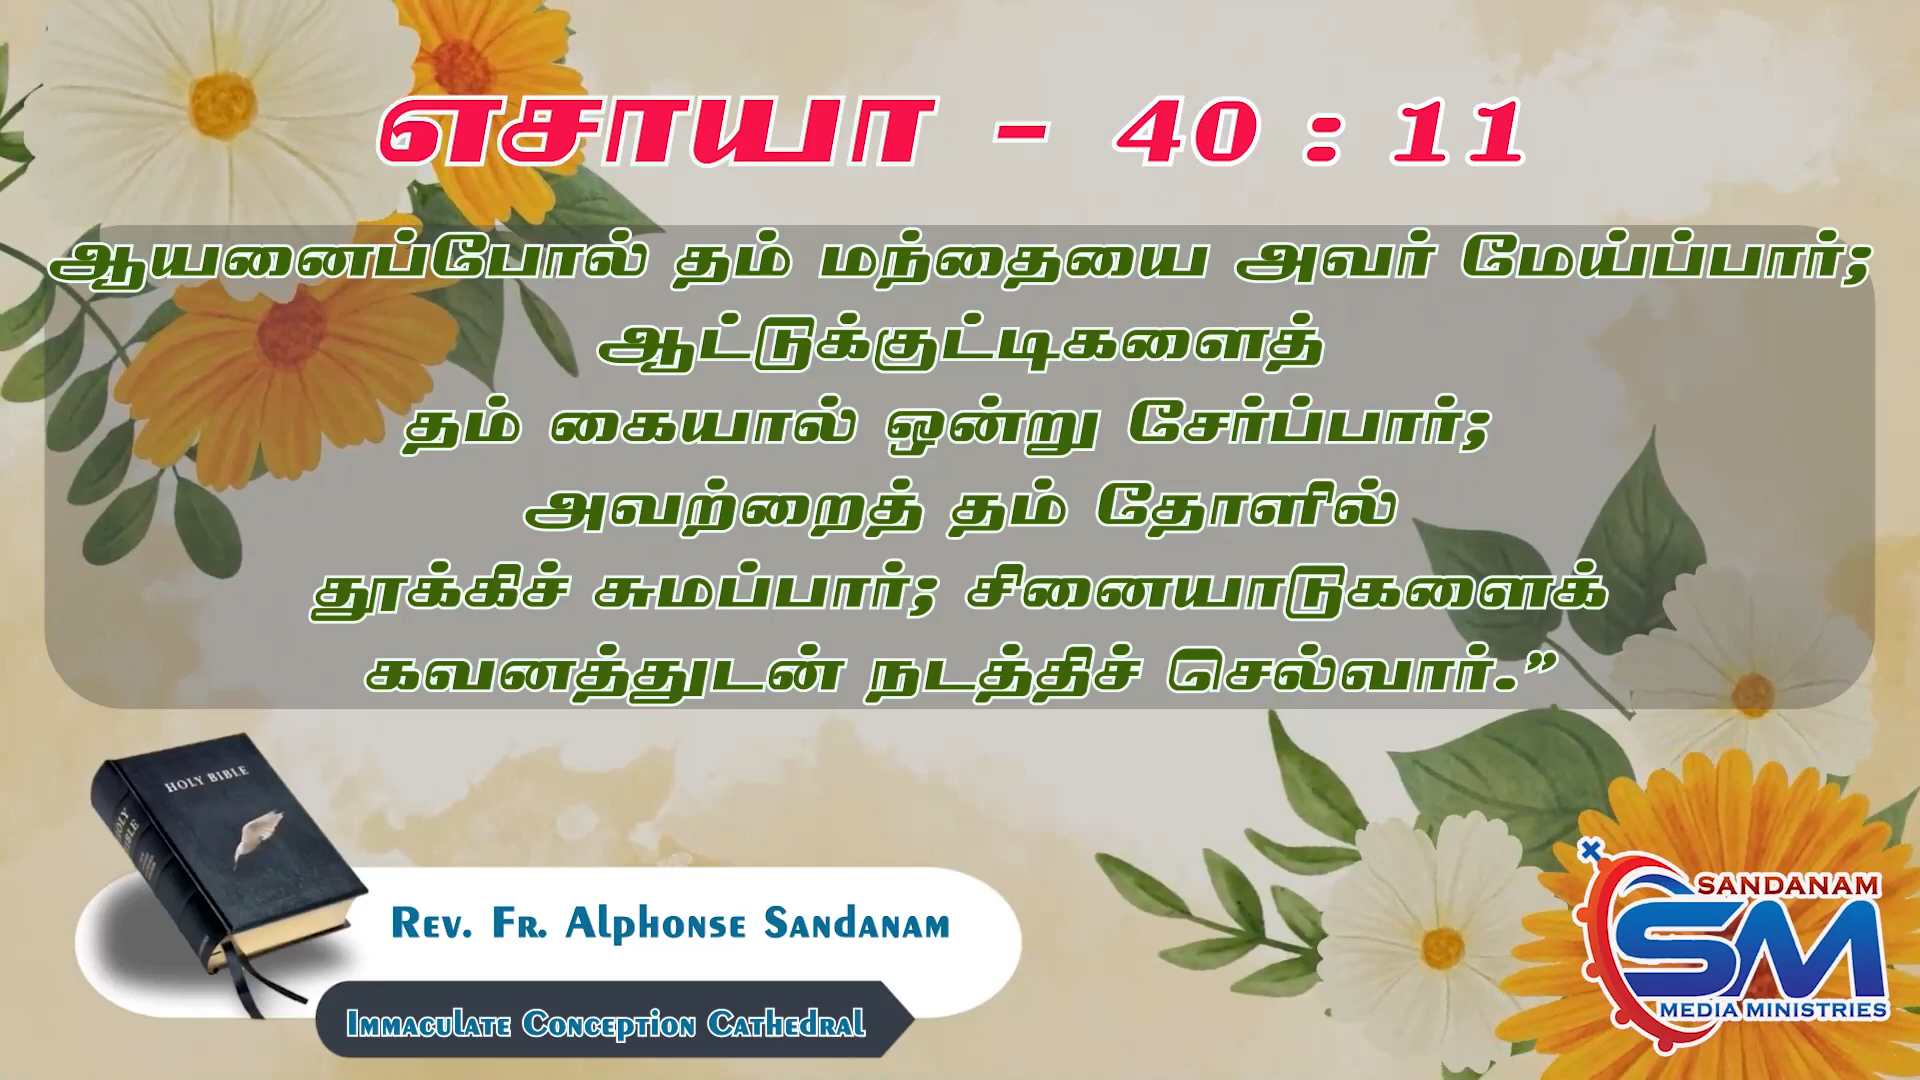 எசாயா - 40 : 11
ஆயனைப்போல் தம் மந்தையை அவர் மேய்ப்பார்;
ஆட்டுக்குட்டிகளைத்
தம் கையால் ஒன்று சேர்ப்பார்;
அவற்றைத் தம் தோளில்
தூக்கிச் சுமப்பார்; சினையாடுகளைக்
கவனத்துடன் நடத்திச் செல்வார்.”
HOLY BIBLE
HOLY
BIBLE
Rev. Fr. Alphonse Sandanam
Immaculate Conception Cathedral
SANDANAM
SM
MEDIA MINISTRIES